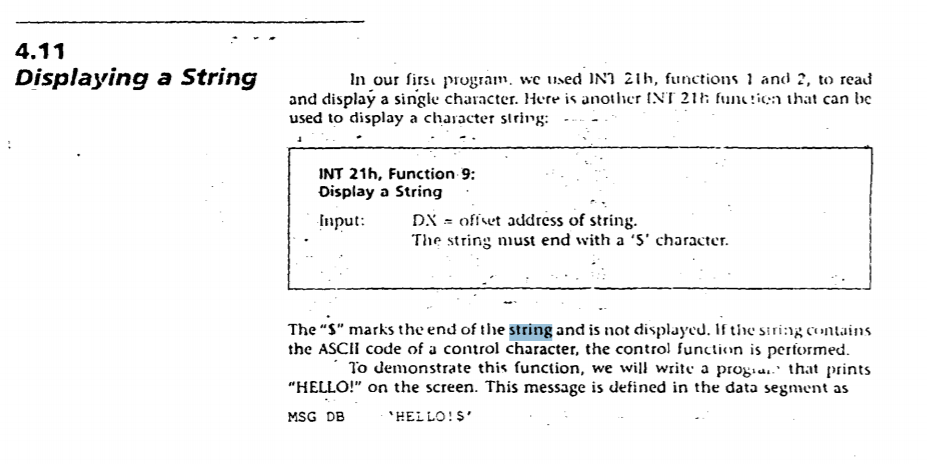 4.11
Displaying a String
In our first program, we used INT 21h, functions 1 and 2, to read
and display a single character. Here is another INT 21h function that can be
used to display a character string:
INT 21h, Function 9:
Display a String
Input: DX = offset address of string.
The string must end with a '$' character.
The "$" marks the end of the string and is not displayed. If the string contains
the ASCII code of a control character, the control function is performed.
To demonstrate this function, we will write a program that prints
"HELLO!" on the screen. This message is defined in the data segment as
MSG DB 'HELLO!$'